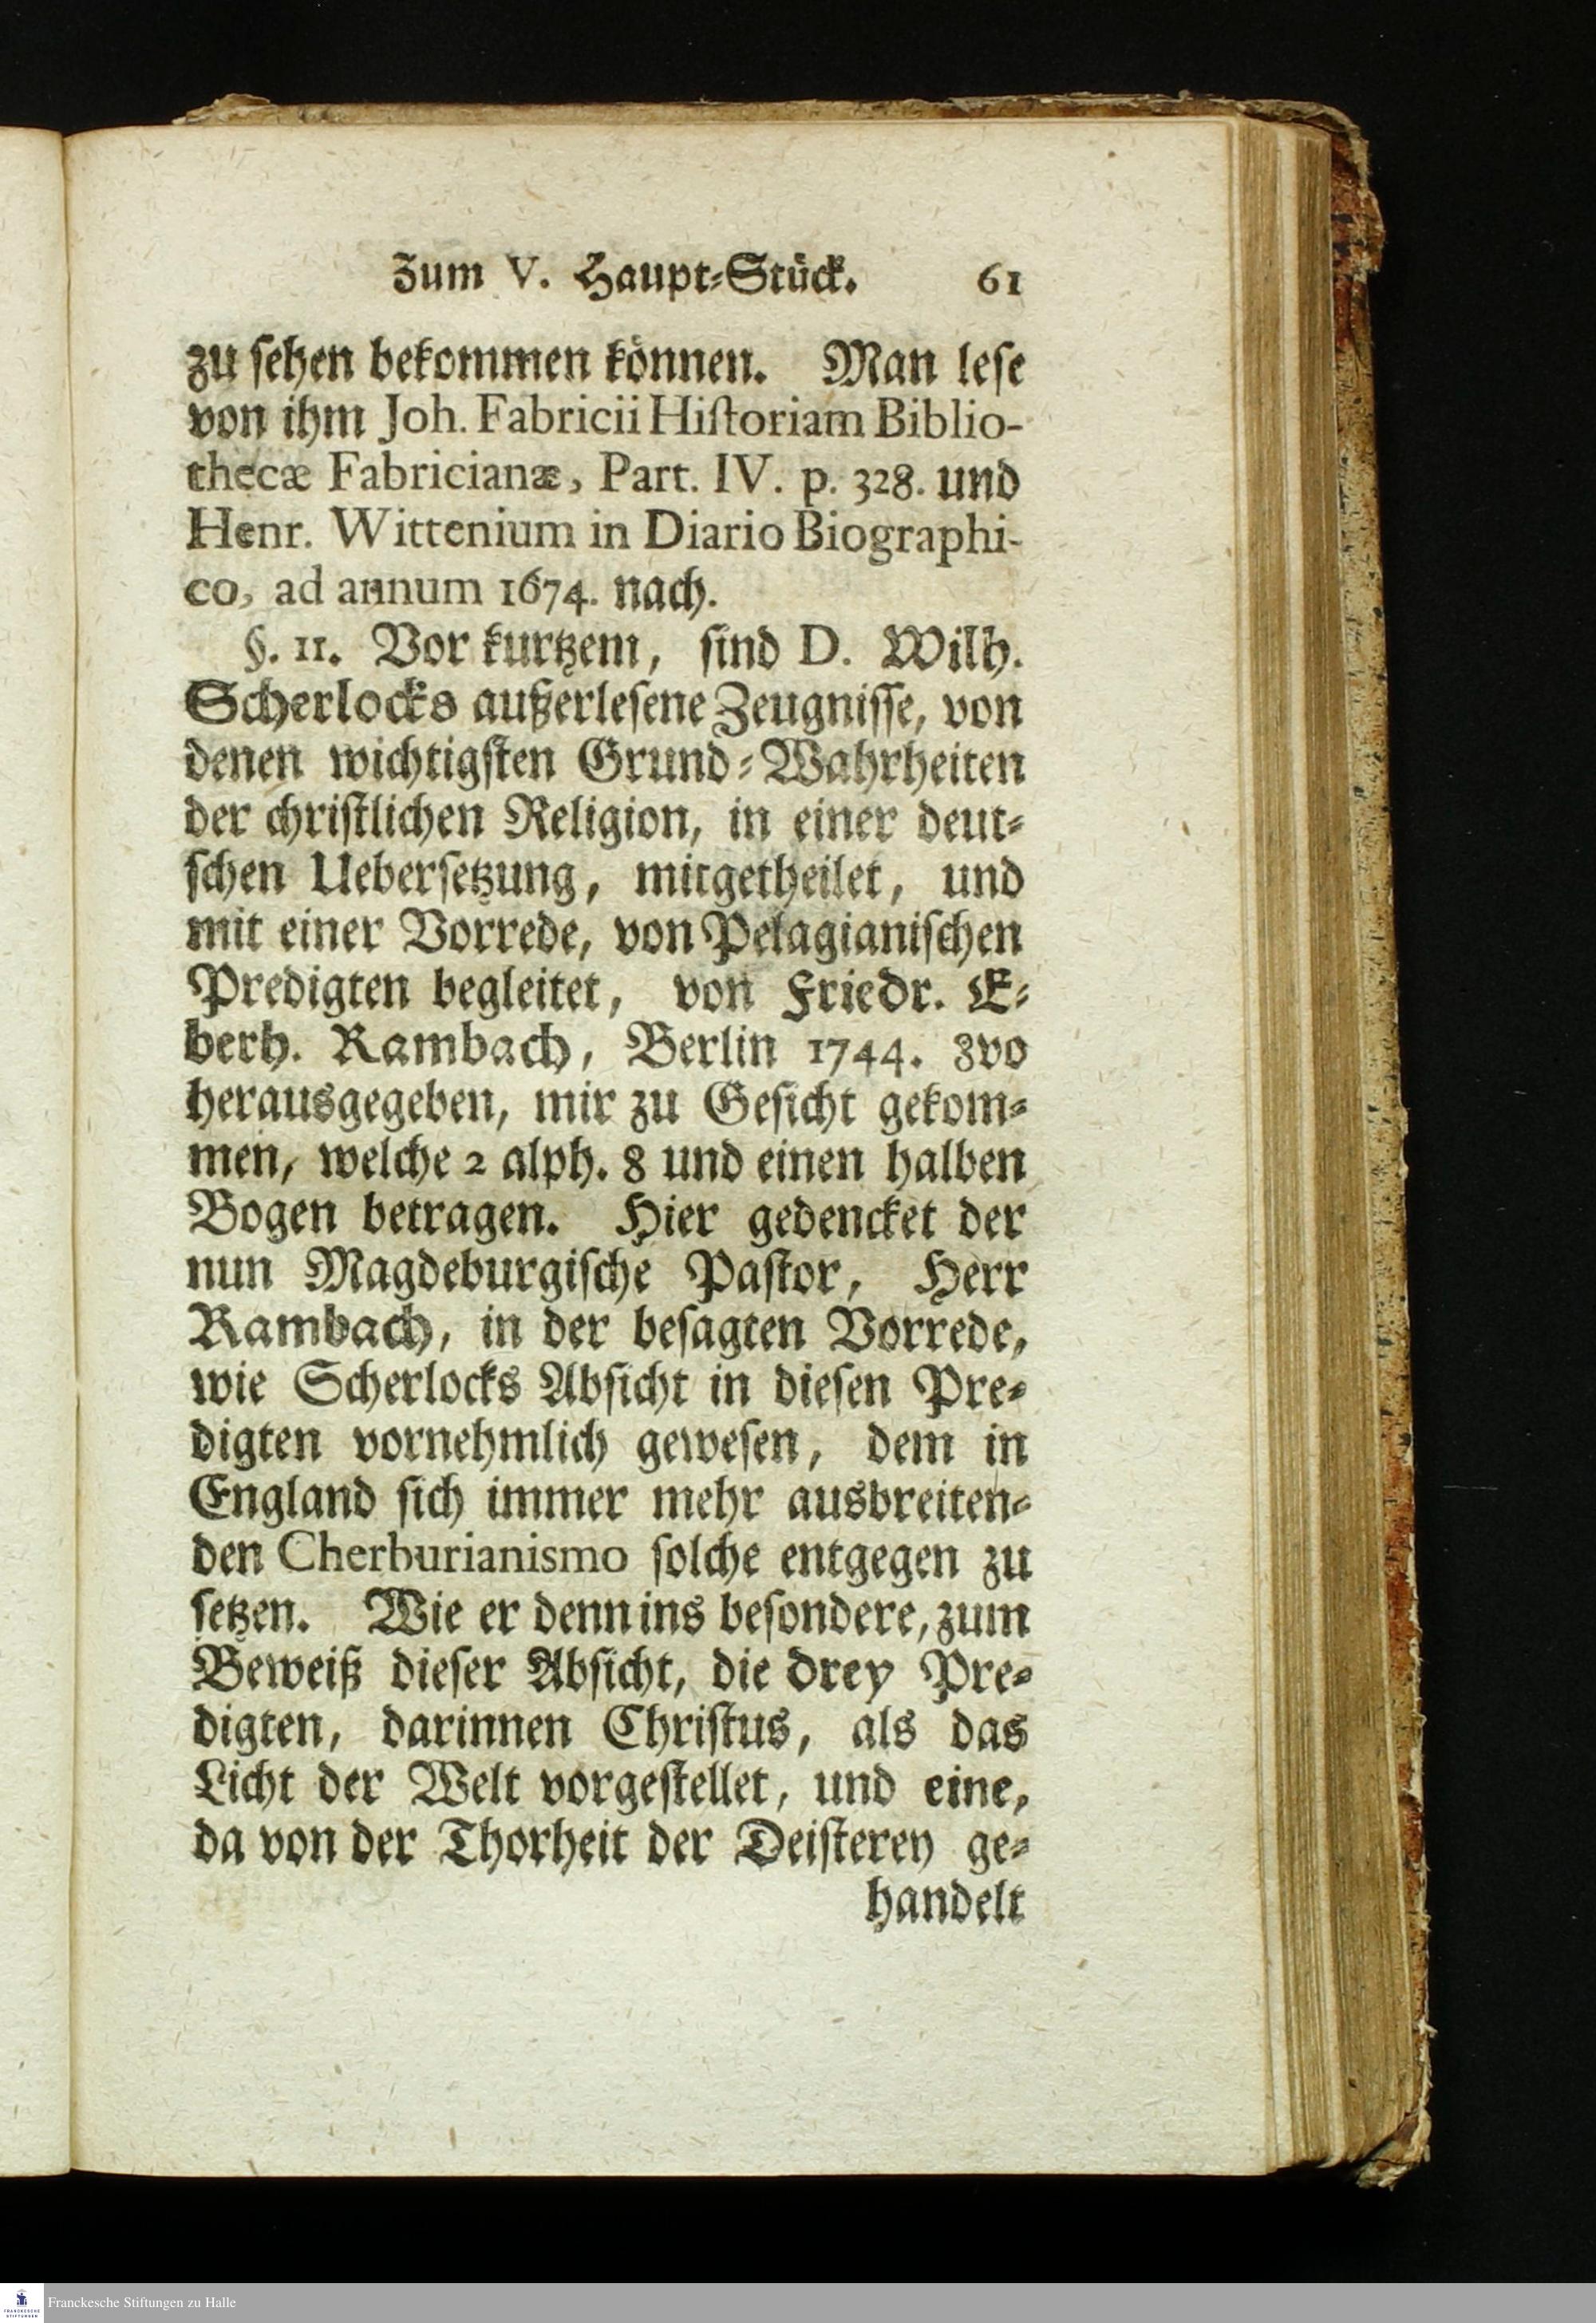 Zum V. Haupt-Stück. 61
zu sehen bekommen können. Man lese
von ihm Joh. Fabricii Historiam Biblio-
thecæ Fabricianæ, Part. IV. p. 328. und
Henr. Wittenium in Diario Biographi-
co, ad annum 1674. nach.
§. 11. Vor kurtzem, sind D. Wilh.
Scherlocks außerlesene Zeugnisse, von
denen wichtigsten Grund-Wahrheiten
der christlichen Religion, in einer deut-
schen Uebersetzung, mitgetheilet, und
mit einer Vorrede, von Pelagianischen
Predigten begleitet, von Friedr. E-
berh. Rambach, Berlin 1744. 8vo
herausgegeben, mir zu Gesicht gekom-
men, welche 2 alph. 8 und einen halben
Bogen betragen. Hier gedencket der
nun Magdeburgische Pastor, Herr
Rambach, in der besagten Vorrede,
wie Scherlocks Absicht in diesen Pre-
digten vornehmlich gewesen, dem in
England sich immer mehr ausbreiten-
den Cherburianismo solche entgegen zu
setzen. Wie er denn ins besondere, zum
Beweiß dieser Absicht, die drey Pre-
digten, darinnen Christus, als das
Licht der Welt vorgestellet, und eine,
da von der Thorheit der Deisterey ge-
handelt
FRANCKESCHE
STIFTUNGEN
Franckesche Stiftungen zu Halle